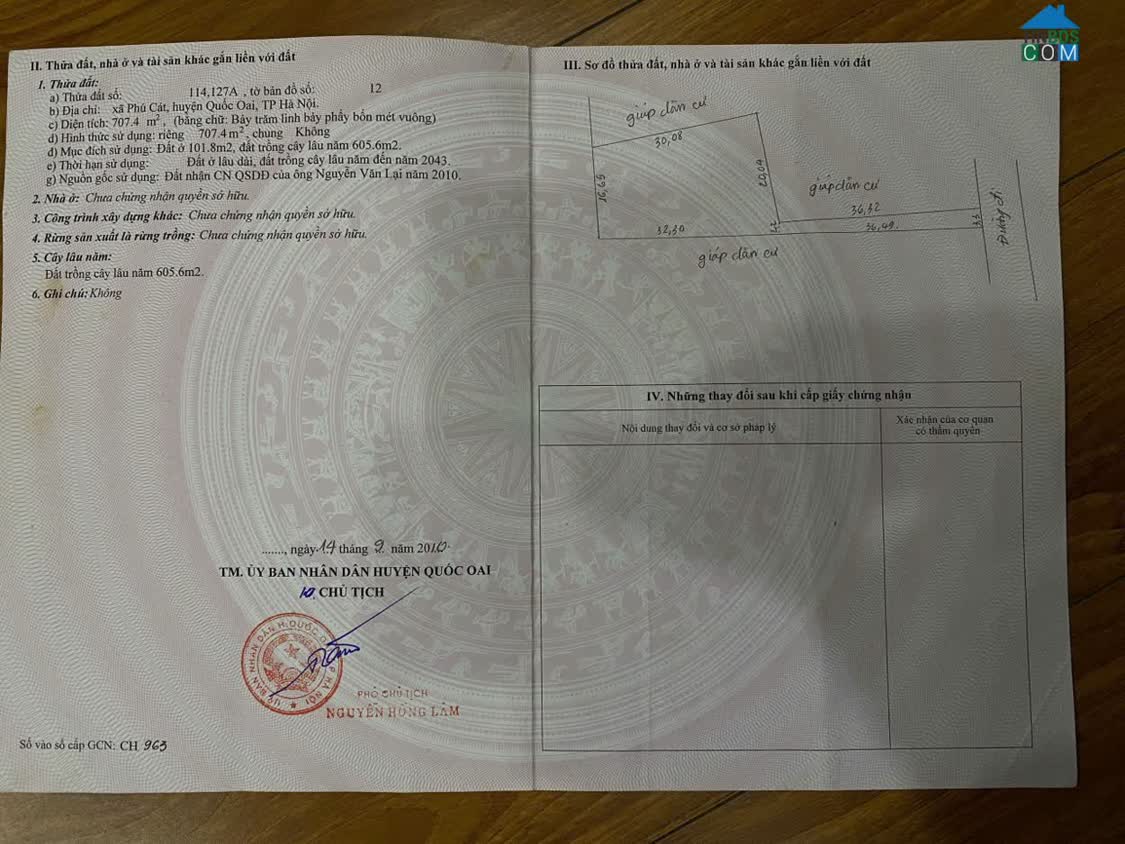 BDS
COM
II. Thửa đất, nhà ở và tài sản khác gắn liền với đất
1. Thửa đất:
a) Thửa đất số: 114,127A , tờ bản đồ số: 12
b) Địa chỉ: xã Phú Cát, huyện Quốc Oai, TP Hà Nội.
c) Diện tích: 707.4 m², (bằng chữ: Bảy trăm linh bảy phẩy bốn mét vuông)
d) Hình thức sử dụng: riêng 707.4 m², chung Không
đ) Mục đích sử dụng: Đất ở 101.8m2, đất trồng cây lâu năm 605.6m2.
e) Thời hạn sử dụng: Đất ở lâu dài, đất trồng cây lâu năm đến năm 2043.
g) Nguồn gốc sử dụng: Đất nhận CN QSDĐ của ông Nguyễn Văn Lại năm 2010.
2. Nhà ở: Chưa chứng nhận quyền sở hữu.
3. Công trình xây dựng khác: Chưa chứng nhận quyền sở hữu.
4. Rừng sản xuất là rừng trồng: Chưa chứng nhận quyền sở hữu.
5. Cây lâu năm:
Đất trồng cây lâu năm 605.6m2.
6. Ghi chú: Không
......., ngày 14 tháng 9 năm 2010
TM. ỦY BAN NHÂN DÂN HUYỆN QUỐC OAI
CHỦ TỊCH
PHÓ CHỦ TỊCH
NGUYỄN HỒNG LÂM
Số vào sổ cấp GCN: CH 963
III. Sơ đồ thửa đất, nhà ở và tài sản khác gắn liền với đất
giáp dân cư
30,08
16,65
20,04
giáp dân cư
36,32
32,30
36,49
giáp dân cư
Đường đi
IV. Những thay đổi sau khi cấp giấy chứng nhận
Nội dung thay đổi và cơ sở pháp lý
Xác nhận của cơ quan
có thẩm quyền